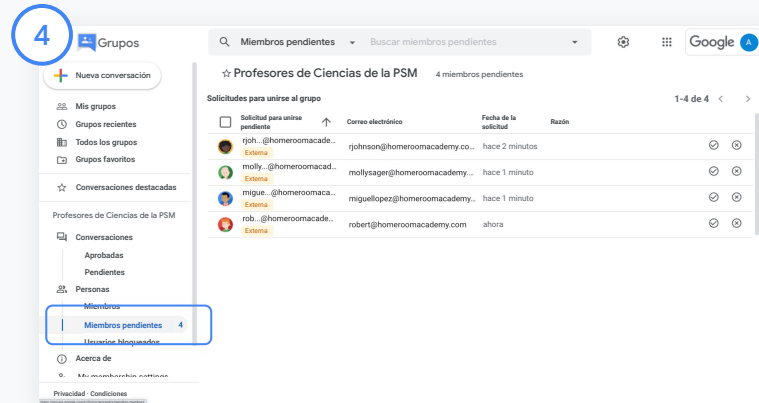 4
Grupos
Miembros pendientes
Buscar miembros pendientes
Google
A
Nueva conversación
Profesores de Ciencias de la PSM
4 miembros pendientes
Mis grupos
Grupos recientes
Todos los grupos
Grupos favoritos
Conversaciones destacadas
Profesores de Ciencias de la PSM
Conversaciones
Aprobadas
Pendientes
Personas
Miembros
Miembros pendientes 4
Usuarios bloqueados
Acerca de
My membership settings
Privacidad · Condiciones
Solicitudes para unirse al grupo
1-4 de 4
Solicitud para unirse
pendiente
Correo electrónico
Fecha de la
solicitud
Razón
rjoh...@homeroomacade...
Externa
rjohnson@homeroomacademy.co...
hace 2 minutos
molly...@homeroomacad...
Externa
mollysager@homeroomacademy....
hace 1 minuto
migue...@homeroomaca...
Externa
miguellopez@homeroomacademy...
hace 1 minuto
rob...@homeroomacade...
Externa
robert@homeroomacademy.com
ahora